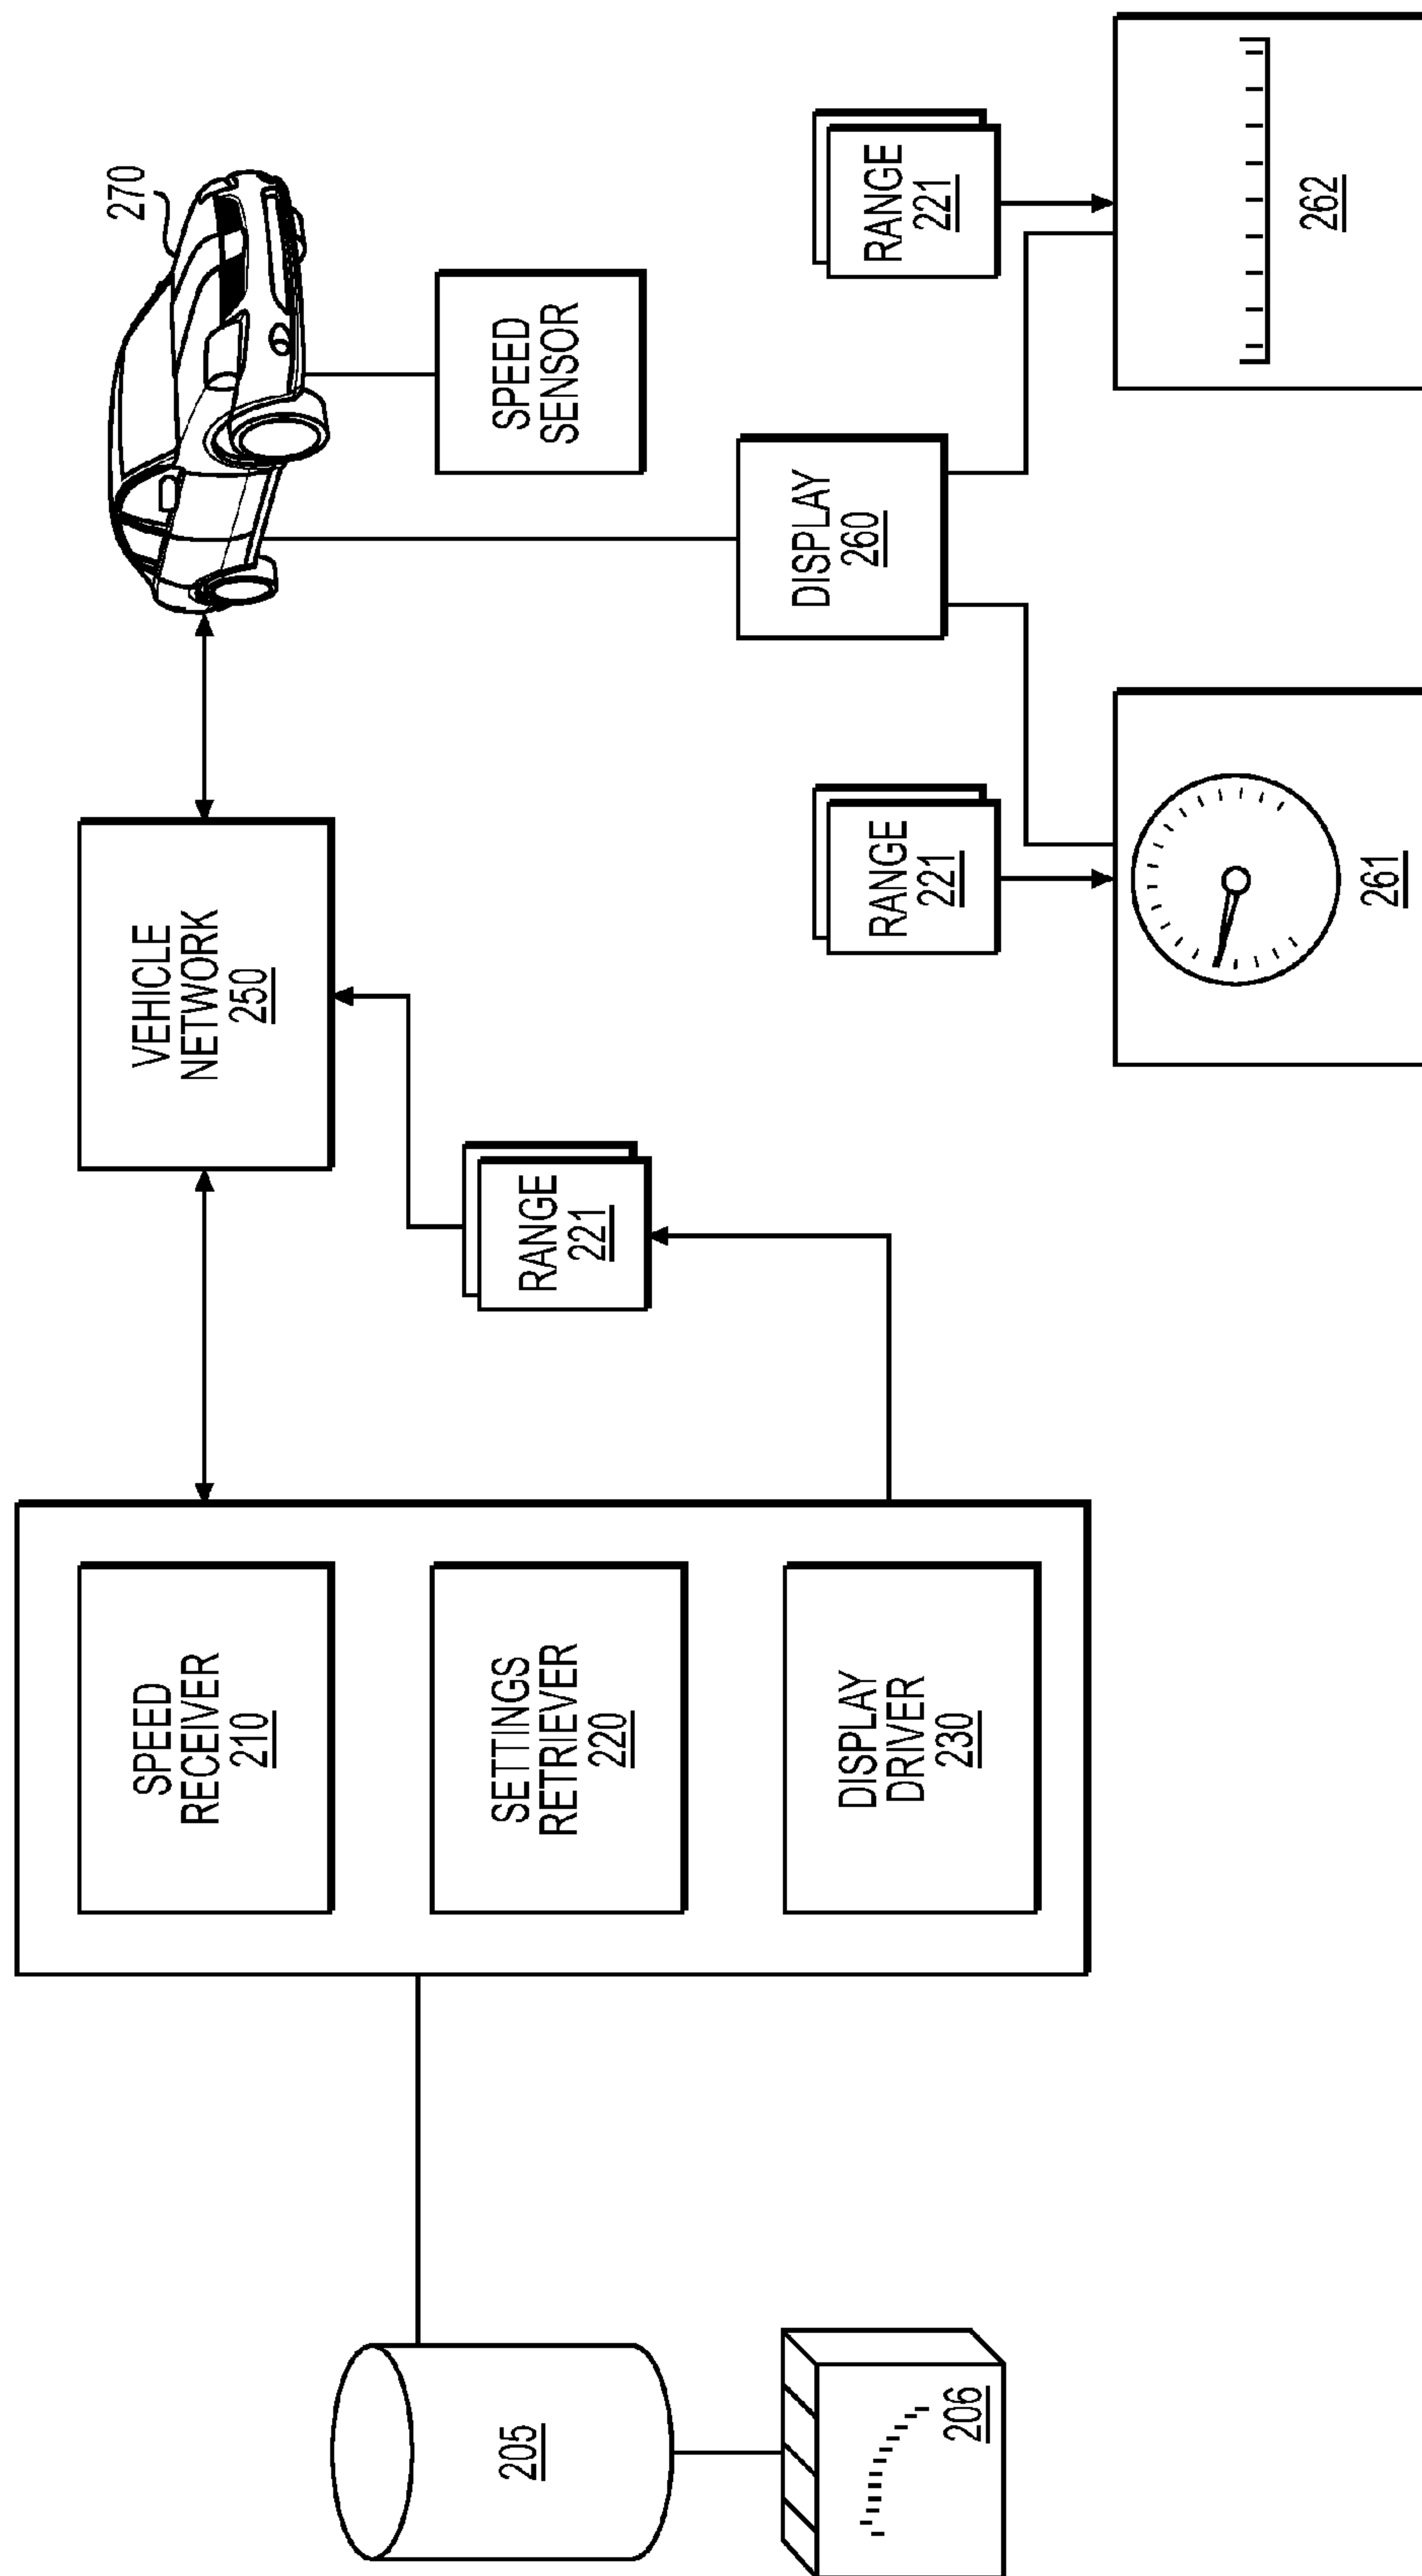 205
206
SPEED
RECEIVER
210
SETTINGS
RETRIEVER
220
DISPLAY
DRIVER
230
VEHICLE
NETWORK
250
RANGE
221
270
SPEED
SENSOR
DISPLAY
260
RANGE
221
261
RANGE
221
262